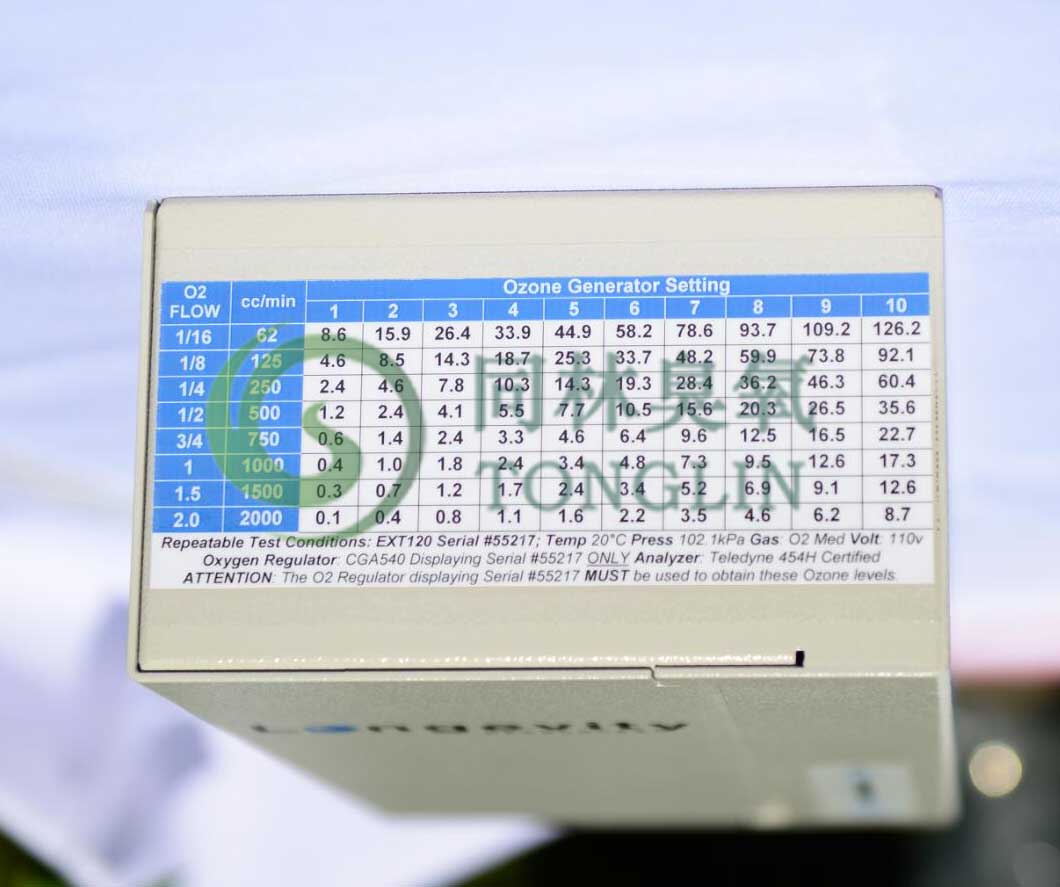 O2 FLOW cc/min Ozone Generator Setting
1 2 3 4 5 6 7 8 9 10
1/16 62 8.6 15.9 26.4 33.9 44.9 58.2 78.6 93.7 109.2 126.2
1/8 125 4.6 8.5 14.3 18.7 25.3 33.7 48.2 59.9 73.8 92.1
1/4 250 2.4 4.6 7.8 10.3 14.3 19.3 28.4 36.2 46.3 60.4
1/2 500 1.2 2.4 4.1 5.5 7.7 10.5 15.6 20.3 26.5 35.6
3/4 750 0.6 1.4 2.4 3.3 4.6 6.4 9.6 12.5 16.5 22.7
1 1000 0.4 1.0 1.8 2.4 3.4 4.8 7.3 9.5 12.6 17.3
1.5 1500 0.3 0.7 1.2 1.7 2.4 3.4 5.2 6.9 9.1 12.6
2.0 2000 0.1 0.4 0.8 1.1 1.6 2.2 3.5 4.6 6.2 8.7
Repeatable Test Conditions: EXT120 Serial #55217; Temp 20°C Press 102.1kPa Gas: O2 Med Volt: 110v
Oxygen Regulator: CGA540 Displaying Serial #55217 ONLY Analyzer: Teledyne 454H Certified
ATTENTION: The O2 Regulator displaying Serial #55217 MUST be used to obtain these Ozone levels.
同林臭氧
TONGLIN
Longevity